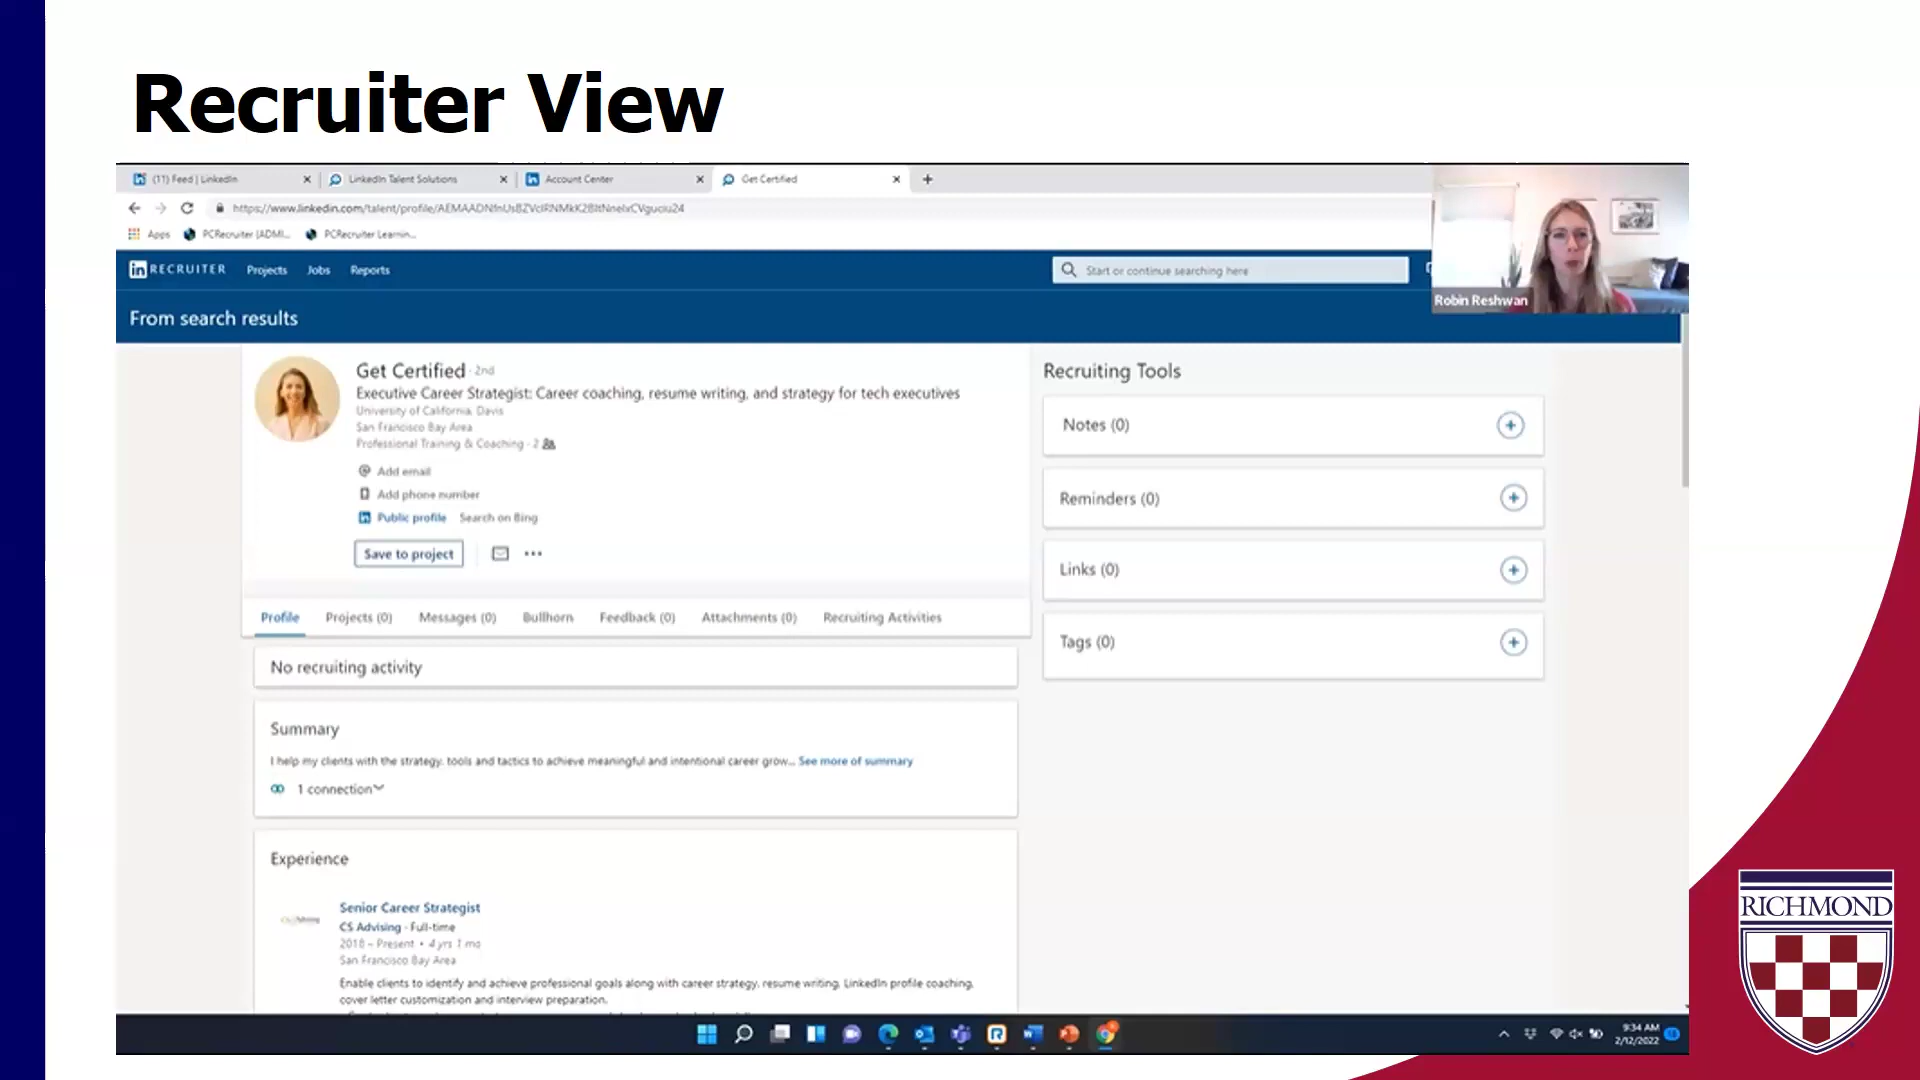 Recruiter View
(11) Feed | LinkedIn
LinkedIn Talent Solutions
Account Center
Get Certified
Apps
PCRecruiter (ADMI...
PCRecruiter Learnin...
in RECRUITER Projects Jobs Reports
Start or continue searching here
Robin Reshwan
From search results
Get Certified · 2nd
Executive Career Strategist: Career coaching, resume writing, and strategy for tech executives
University of California, Davis
San Francisco Bay Area
Professional Training & Coaching · 2
Add email
Add phone number
Public profile Search on Bing
Save to project
Profile Projects (0) Messages (0) Bullhorn Feedback (0) Attachments (0) Recruiting Activities
No recruiting activity
Summary
I help my clients with the strategy, tools and tactics to achieve meaningful and intentional career grow... See more of summary
1 connection
Experience
Senior Career Strategist
CS Advising · Full-time
2018 – Present • 4 yrs 1 mo
San Francisco Bay Area
Enable clients to identify and achieve professional goals along with career strategy, resume writing, LinkedIn profile coaching,
cover letter customization and interview preparation.
Recruiting Tools
Notes (0)
Reminders (0)
Links (0)
Tags (0)
9:34 AM
2/12/2022
RICHMOND